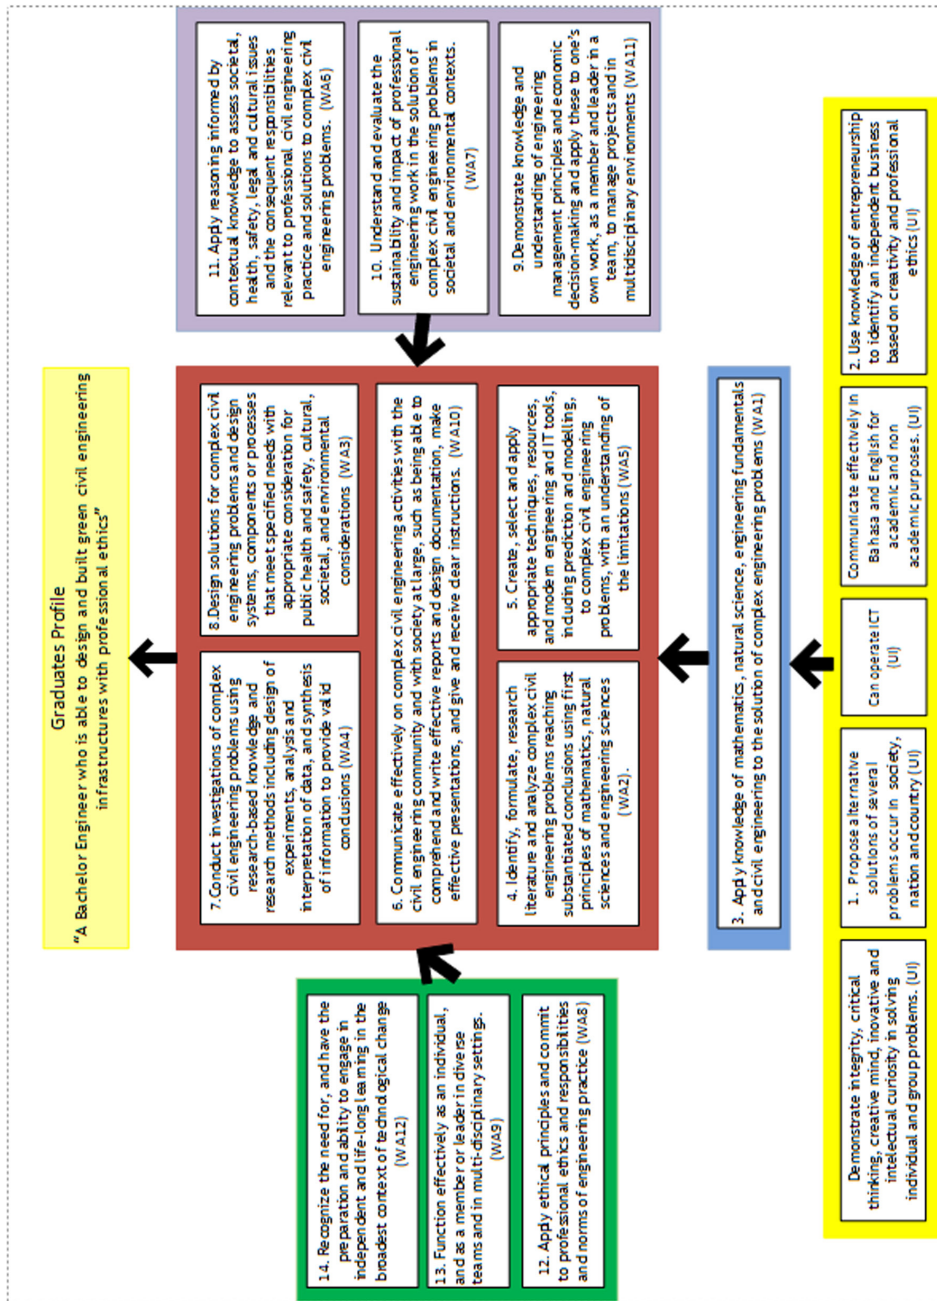 Graduates Profile
"A Bachelor Engineer who is able to design and built green civil engineering
infrastructures with professional ethics"
14. Recognize the need for, and have the
preparation and ability to engage in
independent and life-long learning in the
broadest context of technological change
(WA12)
13. Function effectively as an individual,
and as a member or leader in diverse
teams and in multi-disciplinary settings.
(WA9)
12. Apply ethical principles and commit
to professional ethics and responsibilities
and norms of engineering practice (WA8)
7.Conduct investigations of complex
civil engineering problems using
research-based knowledge and
research methods including design of
experiments, analysis and
interpretation of data, and synthesis
of information to provide valid
conclusions (WA4)
8.Design solutions for complex civil
engineering problems and design
systems, components or processes
that meet specified needs with
appropriate consideration for
public health and safety, cultural,
societal, and environmental
considerations (WA3)
6. Communicate effectively on complex civil engineering activities with the
civil engineering community and with society at large, such as being able to
comprehend and write effective reports and design documentation, make
effective presentations, and give and receive clear instructions. (WA10)
4. Identify, formulate, research
literature and analyze complex civil
engineering problems reaching
substantiated conclusions using first
principles of mathematics, natural
sciences and engineering sciences
(WA2).
5. Create, select and apply
appropriate techniques, resources,
and modern engineering and IT tools,
including prediction and modelling,
to complex civil engineering
problems, with an understanding of
the limitations (WA5)
11. Apply reasoning informed by
contextual knowledge to assess societal,
health, safety, legal and cultural issues
and the consequent responsibilities
relevant to professional civil engineering
practice and solutions to complex civil
engineering problems. (WA6)
10. Understand and evaluate the
sustainability and impact of professional
engineering work in the solution of
complex civil engineering problems in
societal and environmental contexts.
(WA7)
9.Demonstrate knowledge and
understanding of engineering
management principles and economic
decision-making and apply these to one's
own work, as a member and leader in a
team, to manage projects and in
multidisciplinary environments (WA11)
3. Apply knowledge of mathematics, natural science, engineering fundamentals
and civil engineering to the solution of complex engineering problems (WA1)
Demonstrate integrity, critical
thinking, creative mind, inovative and
intelectual curiosity in solving
individual and group problems. (UI)
1. Propose alternative
solutions of several
problems occur in society,
nation and country (UI)
Can operate ICT
(UI)
Communicate effectively in
Bahasa and English for
academic and non
academic purposes. (UI)
2. Use knowledge of entrepreneurship
to identify an independent business
based on creativity and professional
ethics (UI)